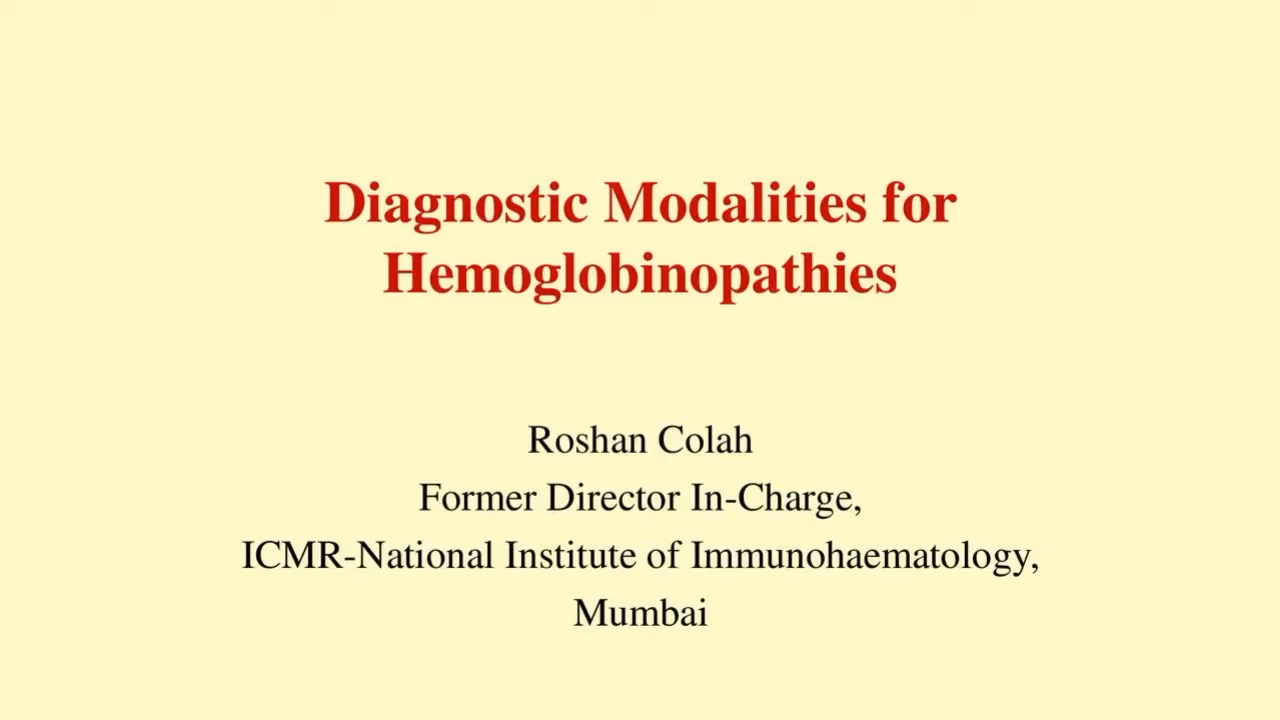 Diagnostic Modalities for
Hemoglobinopathies
Roshan Colah
Former Director In-Charge,
ICMR-National Institute of Immunohaematology,
Mumbai